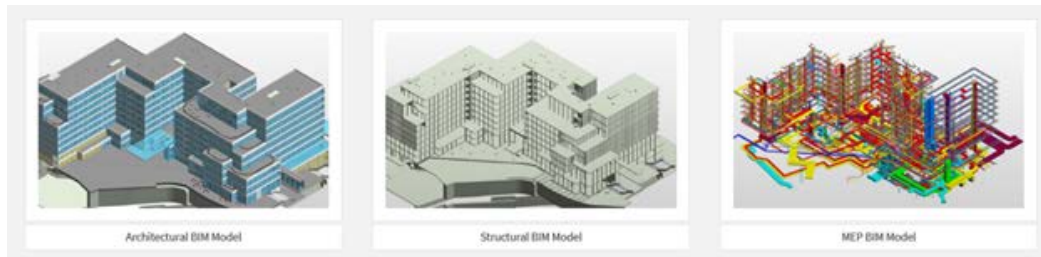 Architectural BIM Model
Structural BIM Model
MEP BIM Model